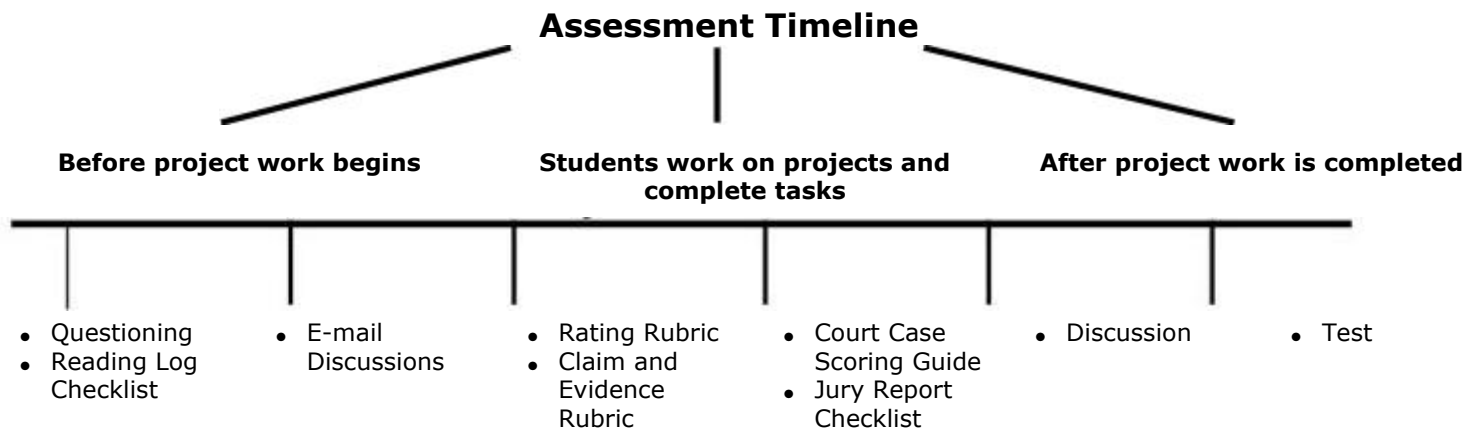 Assessment Timeline
Before project work begins
Students work on projects and
complete tasks
After project work is completed
• Questioning
• Reading Log
Checklist
• E-mail
Discussions
• Rating Rubric
• Claim and
Evidence
Rubric
• Court Case
Scoring Guide
• Jury Report
Checklist
• Discussion
• Test